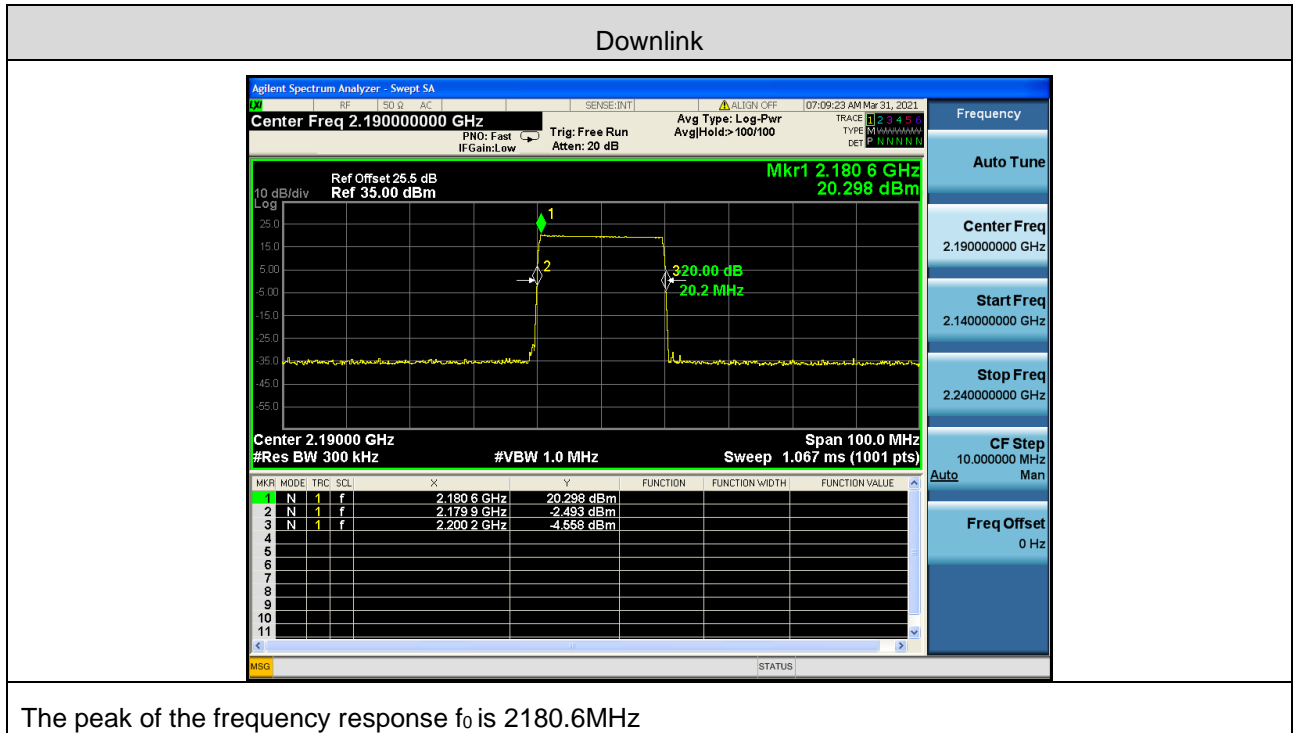 Downlink
Agilent Spectrum Analyzer - Swept SA
LXI RF 50 Ω AC SENSE:INT ALIGN OFF 07:09:23 AM Mar 31, 2021
Center Freq 2.190000000 GHz
PNO: Fast
IFGain:Low
Trig: Free Run
Atten: 20 dB
Avg Type: Log-Pwr
Avg|Hold:>100/100
TRACE 1 2 3 4 5 6
TYPE M WWWWW
DET P N N N N N
Mkr1 2.180 6 GHz
20.298 dBm
Ref Offset 25.5 dB
10 dB/div Ref 35.00 dBm
Log
25.0
15.0
5.00
-5.00
-15.0
-25.0
-35.0
-45.0
-55.0
1
2
3
-20.00 dB
20.2 MHz
Center 2.19000 GHz Span 100.0 MHz
#Res BW 300 kHz #VBW 1.0 MHz Sweep 1.067 ms (1001 pts)
MKR MODE TRC SCL X Y FUNCTION FUNCTION WIDTH FUNCTION VALUE
1 N 1 f 2.180 6 GHz 20.298 dBm
2 N 1 f 2.179 9 GHz -2.493 dBm
3 N 1 f 2.200 2 GHz -4.558 dBm
4
5
6
7
8
9
10
11
MSG STATUS
Frequency
Auto Tune
Center Freq
2.190000000 GHz
Start Freq
2.140000000 GHz
Stop Freq
2.240000000 GHz
CF Step
10.000000 MHz
Auto Man
Freq Offset
0 Hz
The peak of the frequency response f0 is 2180.6MHz